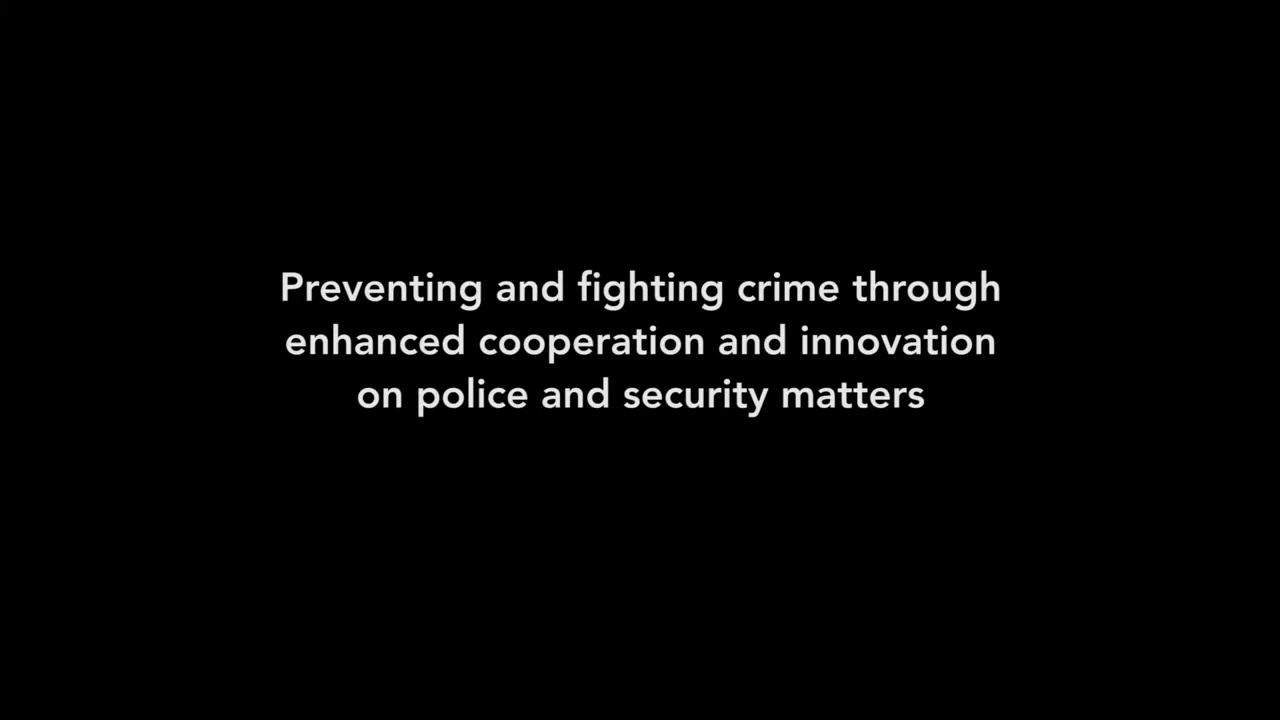 Preventing and fighting crime through
enhanced cooperation and innovation
on police and security matters